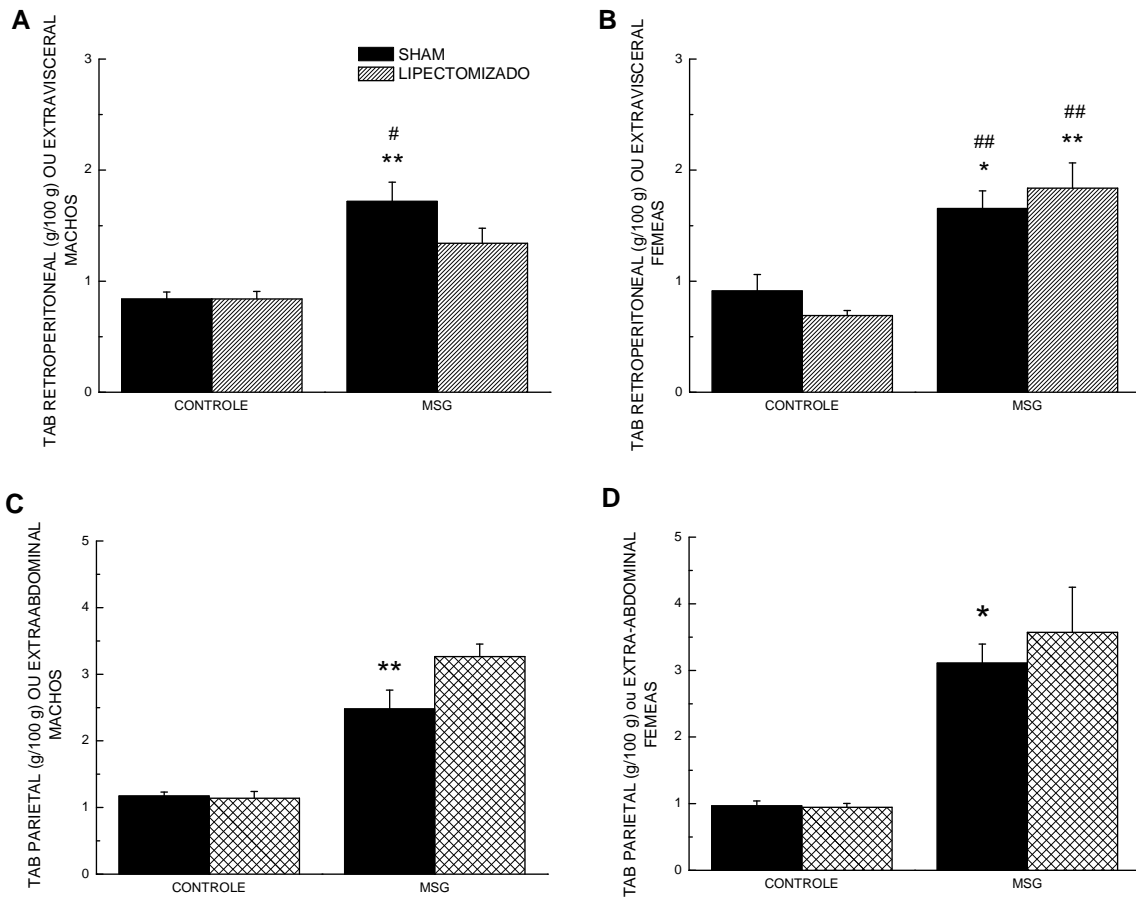 A
TAB RETROPERITONEAL (g/100 g) OU EXTRAVISCERAL
MACHOS
3
2
1
0
SHAM
LIPECTOMIZADO
#
**
CONTROLE
MSG
B
TAB RETROPERITONEAL (g/100 g) OU EXTRAVISCERAL
FEMEAS
3
2
1
0
##
*
##
**
CONTROLE
MSG
C
TAB PARIETAL (g/100 g) OU EXTRAABDOMINAL
MACHOS
5
4
3
2
1
0
**
CONTROLE
MSG
D
TAB PARIETAL (g/100 g) ou EXTRA-ABDOMINAL
FEMEAS
5
4
3
2
1
0
*
CONTROLE
MSG